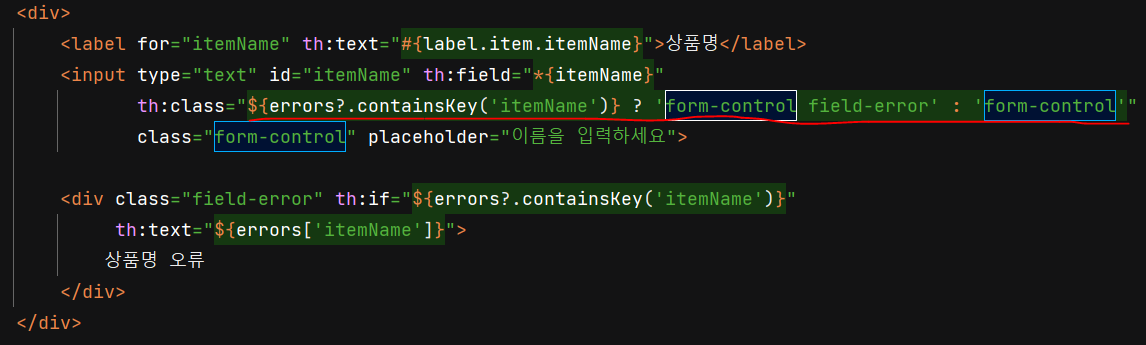 <div>
<label for="itemName" th:text="#{label.item.itemName}">상품명</label>
<input type="text" id="itemName" th:field="*{itemName}"
th:class="${errors?.containsKey('itemName')} ? 'form-control field-error' : 'form-control'"
class="form-control" placeholder="이름을 입력하세요">
<div class="field-error" th:if="${errors?.containsKey('itemName')}"
th:text="${errors['itemName']}">
상품명 오류
</div>
</div>